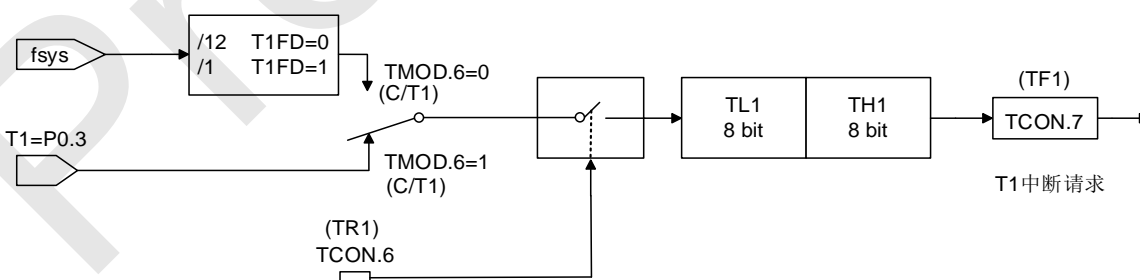 fsys
/12 T1FD=0
/1 T1FD=1
TMOD.6=0
(C/T1)
T1=P0.3
TMOD.6=1
(C/T1)
(TR1)
TCON.6
TL1
8 bit
TH1
8 bit
(TF1)
TCON.7
T1中断请求